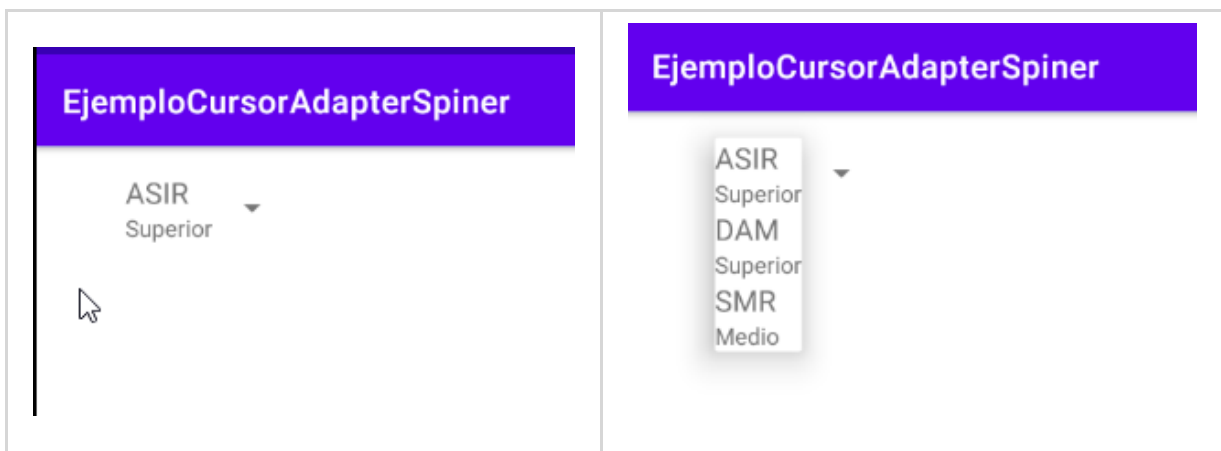 EjemploCursorAdapterSpiner
ASIR
Superior
EjemploCursorAdapterSpiner
ASIR
Superior
DAM
Superior
SMR
Medio